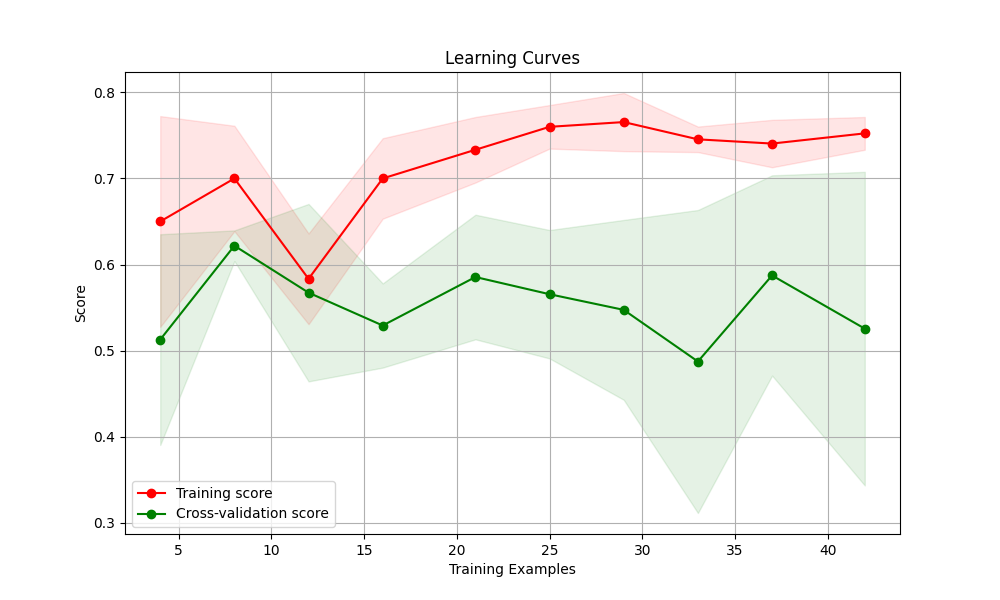 Learning Curves
0.8
0.7
0.6
0.5
0.4
0.3
Score
Training score
Cross-validation score
5 10 15 20 25 30 35 40
Training Examples